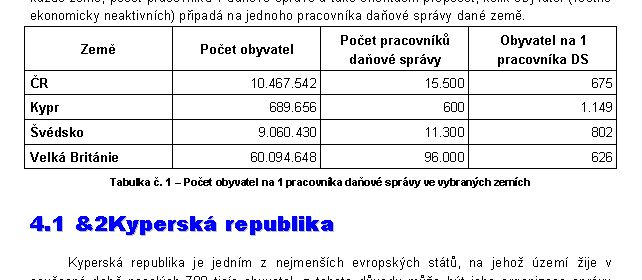 ekonomicky neaktivních) připadá na jednoho pracovníka daňové správy dané země.
Země Počet obyvatel Počet pracovníků daňové správy Obyvatel na 1 pracovníka DS
ČR 10.467.542 15.500 675
Kypr 689.656 600 1.149
Švédsko 9.060.430 11.300 802
Velká Británie 60.094.648 96.000 626
Tabulka č. 1 – Počet obyvatel na 1 pracovníka daňové správy ve vybraných zemích
4.1 &2Kyperská republika
Kyperská republika je jedním z nejmenších evropských států, na jehož území žije v